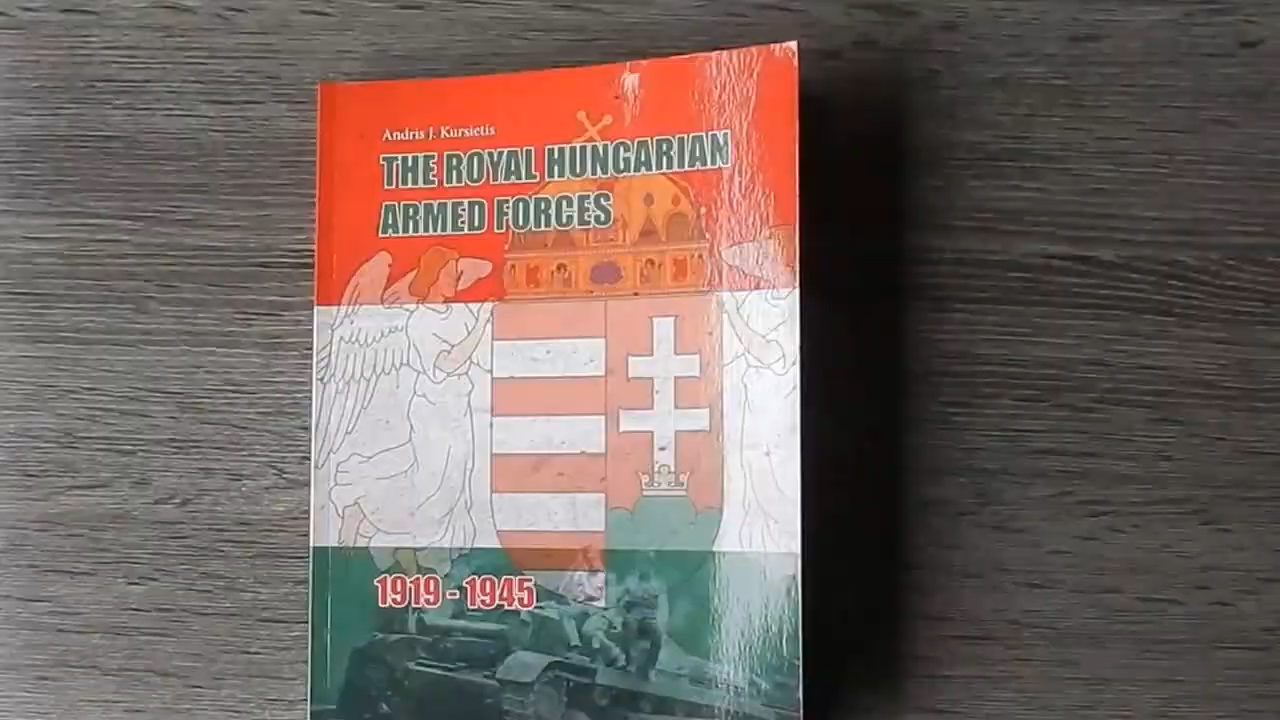 Andris J. Kursietis
THE ROYAL HUNGARIAN
ARMED FORCES
1919 - 1945